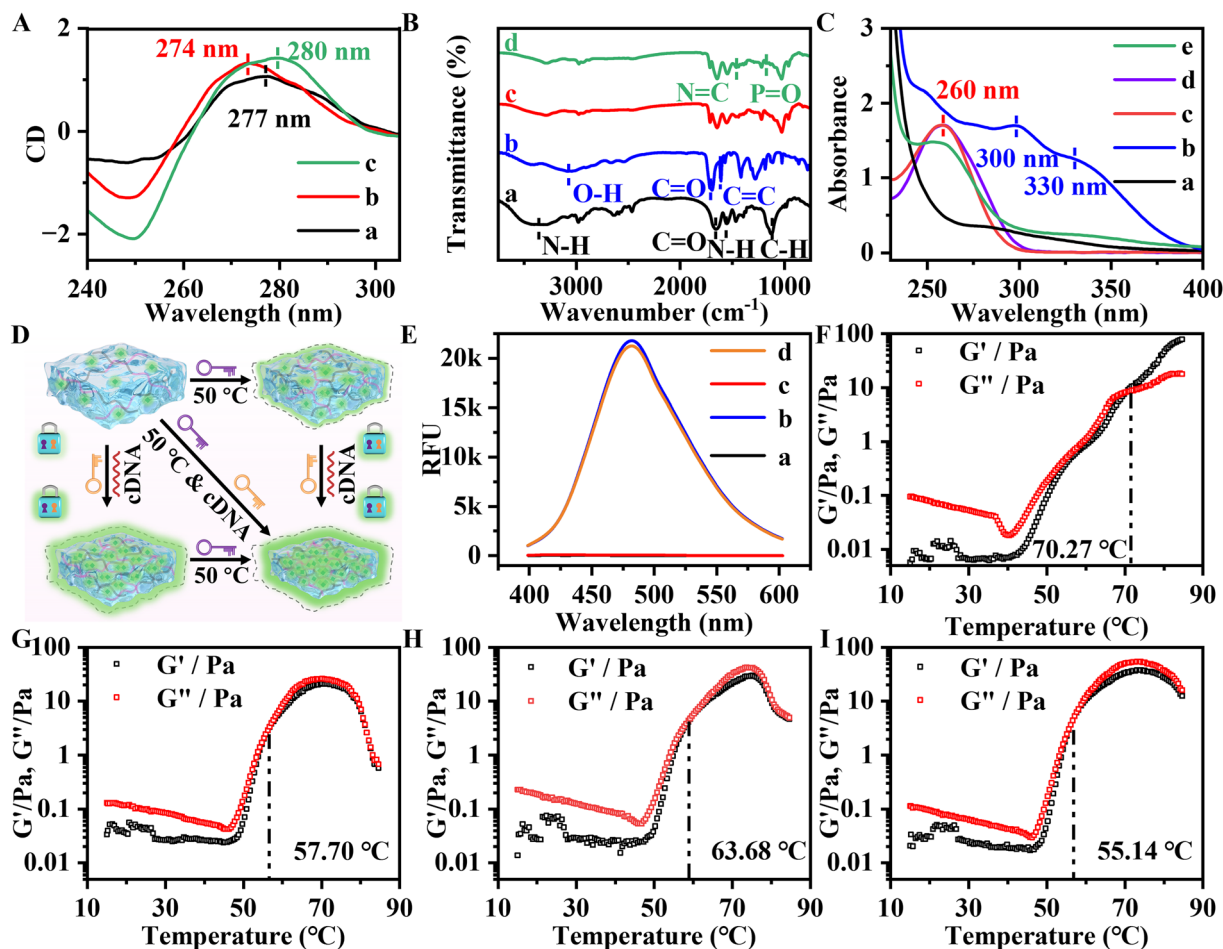 A
2
0
−2
CD
274 nm
280 nm
277 nm
c
b
a
240
260
280
300
Wavelength (nm)
B
Transmittance (%)
d
N=C
P=O
c
b
O-H
C=O
C=C
a
N-H
C=O
N-H
C-H
3000
2000
1000
Wavenumber (cm⁻¹)
C
3
2
1
0
Absorbance
260 nm
300 nm
330 nm
e
d
c
b
a
250
300
350
400
Wavelength (nm)
D
50 °C
cDNA
50 °C & cDNA
cDNA
50 °C
E
20k
15k
10k
5k
0
RFU
d
c
b
a
400
450
500
550
600
Wavelength (nm)
F
100
10
1
0.1
0.01
G'/Pa, G''/Pa
G' / Pa
G'' / Pa
70.27 °C
10
30
50
70
90
Temperature (°C)
G
100
10
1
0.1
0.01
G'/Pa, G''/Pa
G' / Pa
G'' / Pa
57.70 °C
10
30
50
70
90
Temperature (°C)
H
100
10
1
0.1
0.01
G'/Pa, G''/Pa
G' / Pa
G'' / Pa
63.68 °C
10
30
50
70
90
Temperature (°C)
I
100
10
1
0.1
0.01
G'/Pa, G''/Pa
G' / Pa
G'' / Pa
55.14 °C
10
30
50
70
90
Temperature (°C)